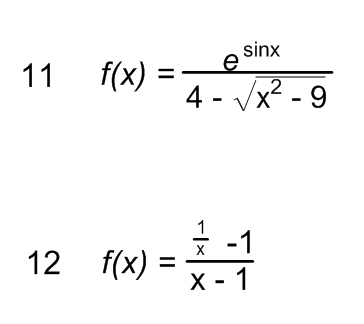 11 f(x) = e^sinx / (4 - √(x² - 9))
12 f(x) = (1/x -1) / (x - 1)